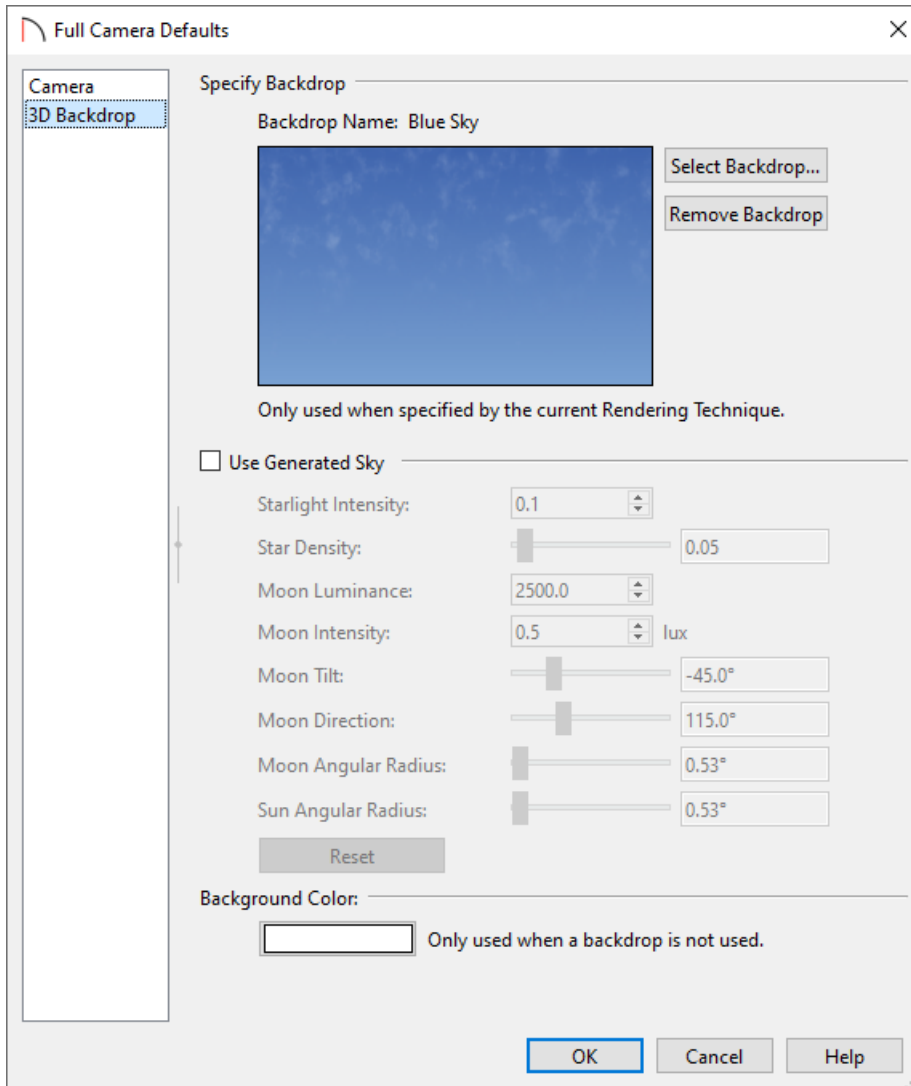 Full Camera Defaults
Camera
3D Backdrop
Specify Backdrop
Backdrop Name: Blue Sky
Select Backdrop...
Remove Backdrop
Only used when specified by the current Rendering Technique.
Use Generated Sky
Starlight Intensity: 0.1
Star Density: 0.05
Moon Luminance: 2500.0
Moon Intensity: 0.5 lux
Moon Tilt: -45.0°
Moon Direction: 115.0°
Moon Angular Radius: 0.53°
Sun Angular Radius: 0.53°
Reset
Background Color:
Only used when a backdrop is not used.
OK Cancel Help